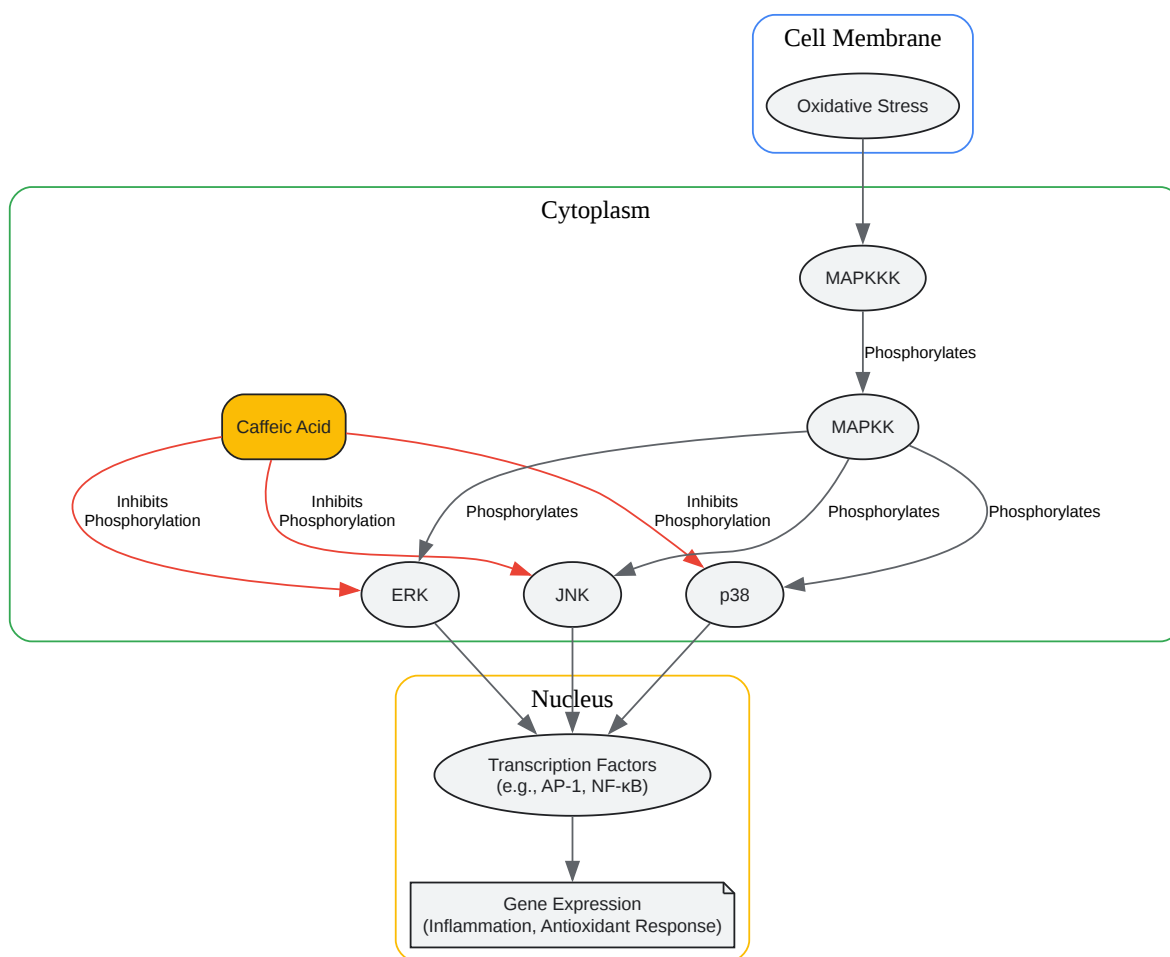 Cell Membrane
Oxidative Stress
Cytoplasm
MAPKKK
Phosphorylates
Caffeic Acid
MAPKK
Inhibits
Phosphorylation
Inhibits
Phosphorylation
Phosphorylates
Inhibits
Phosphorylation
Phosphorylates
Phosphorylates
ERK
JNK
p38
Nucleus
Transcription Factors
(e.g., AP-1, NF-κB)
Gene Expression
(Inflammation, Antioxidant Response)